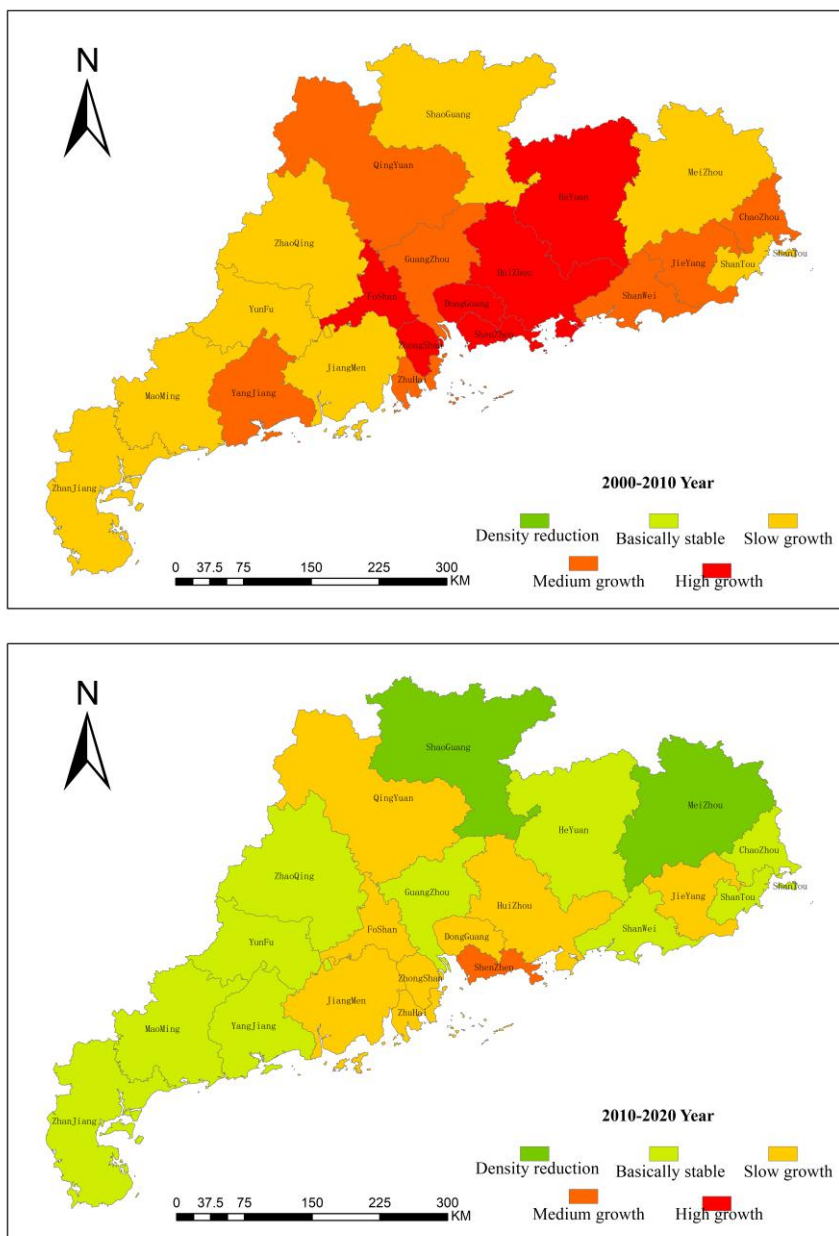 N
ShaoGuang
QingYuan
HeYuan
MeiZhou
ChaoZhou
ZhaoQing
GuangZhou
HuiZhou
JieYang
ShanTou
ShanTou
FoShan
DongGuang
ShanWei
YunFu
ShenZhen
ZhongShan
JiangMen
ZhuHai
YangJiang
MaoMing
ZhanJiang
2000-2010 Year
Density reduction Basically stable Slow growth
Medium growth High growth
0 37.5 75 150 225 300
KM
N
ShaoGuang
QingYuan
HeYuan
MeiZhou
ChaoZhou
ZhaoQing
GuangZhou
HuiZhou
JieYang
ShanTou
ShanTou
FoShan
DongGuang
ShanWei
YunFu
ShenZhen
ZhongShan
JiangMen
ZhuHai
YangJiang
MaoMing
ZhanJiang
2010-2020 Year
Density reduction Basically stable Slow growth
Medium growth High growth
0 37.5 75 150 225 300
KM